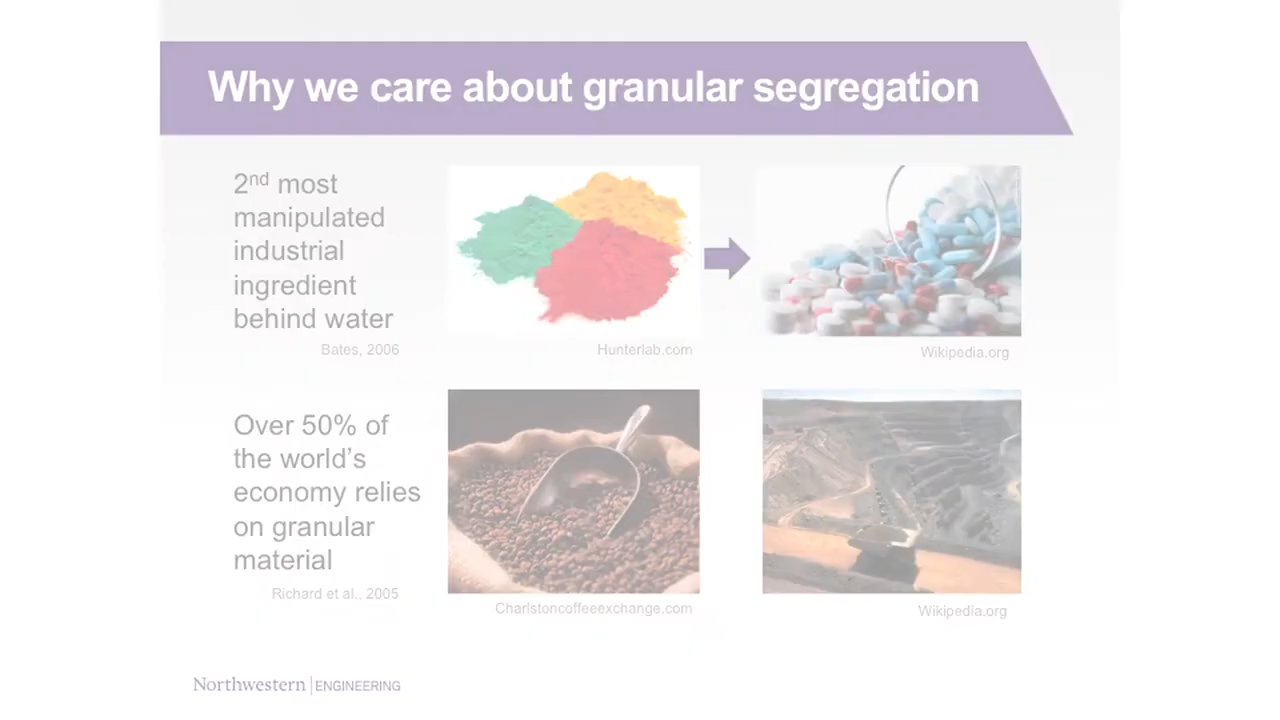 Why we care about granular segregation
2nd most
manipulated
industrial
ingredient
behind water
Bates, 2006
Hunterlab.com
Wikipedia.org
Over 50% of
the world's
economy relies
on granular
material
Richard et al., 2005
Charlstoncoffeeexchange.com
Wikipedia.org
Northwestern | ENGINEERING